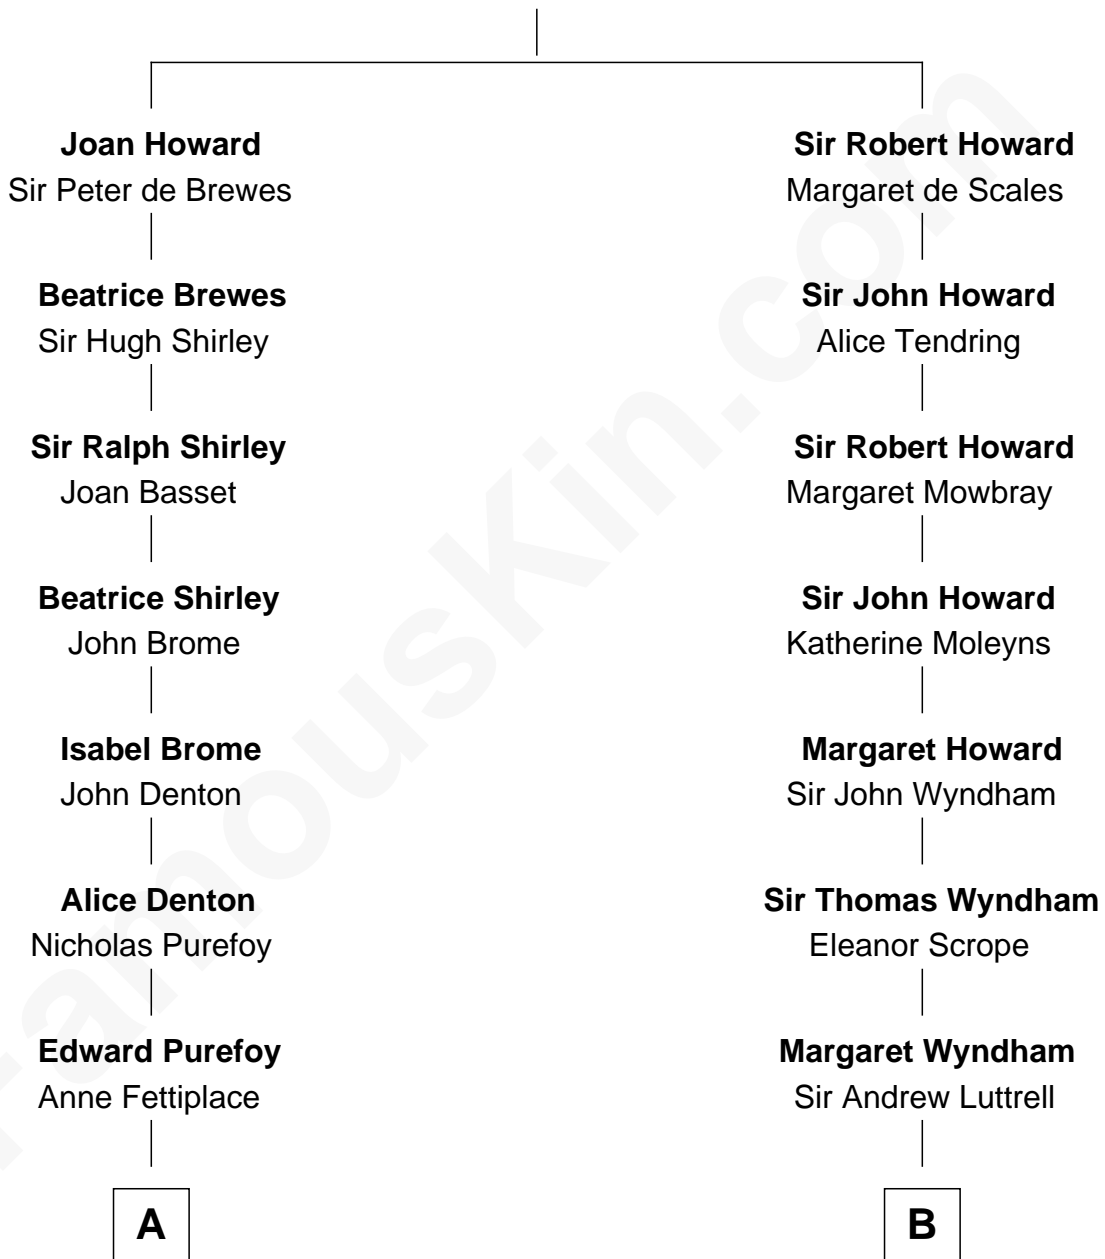 Joan Howard
Sir Peter de Brewes
Beatrice Brewes
Sir Hugh Shirley
Sir Ralph Shirley
Joan Basset
Beatrice Shirley
John Brome
Isabel Brome
John Denton
Alice Denton
Nicholas Purefoy
Edward Purefoy
Anne Fettiplace
A
Sir Robert Howard
Margaret de Scales
Sir John Howard
Alice Tendring
Sir Robert Howard
Margaret Mowbray
Sir John Howard
Katherine Moleyns
Margaret Howard
Sir John Wyndham
Sir Thomas Wyndham
Eleanor Scrope
Margaret Wyndham
Sir Andrew Luttrell
B
FamousKin.com